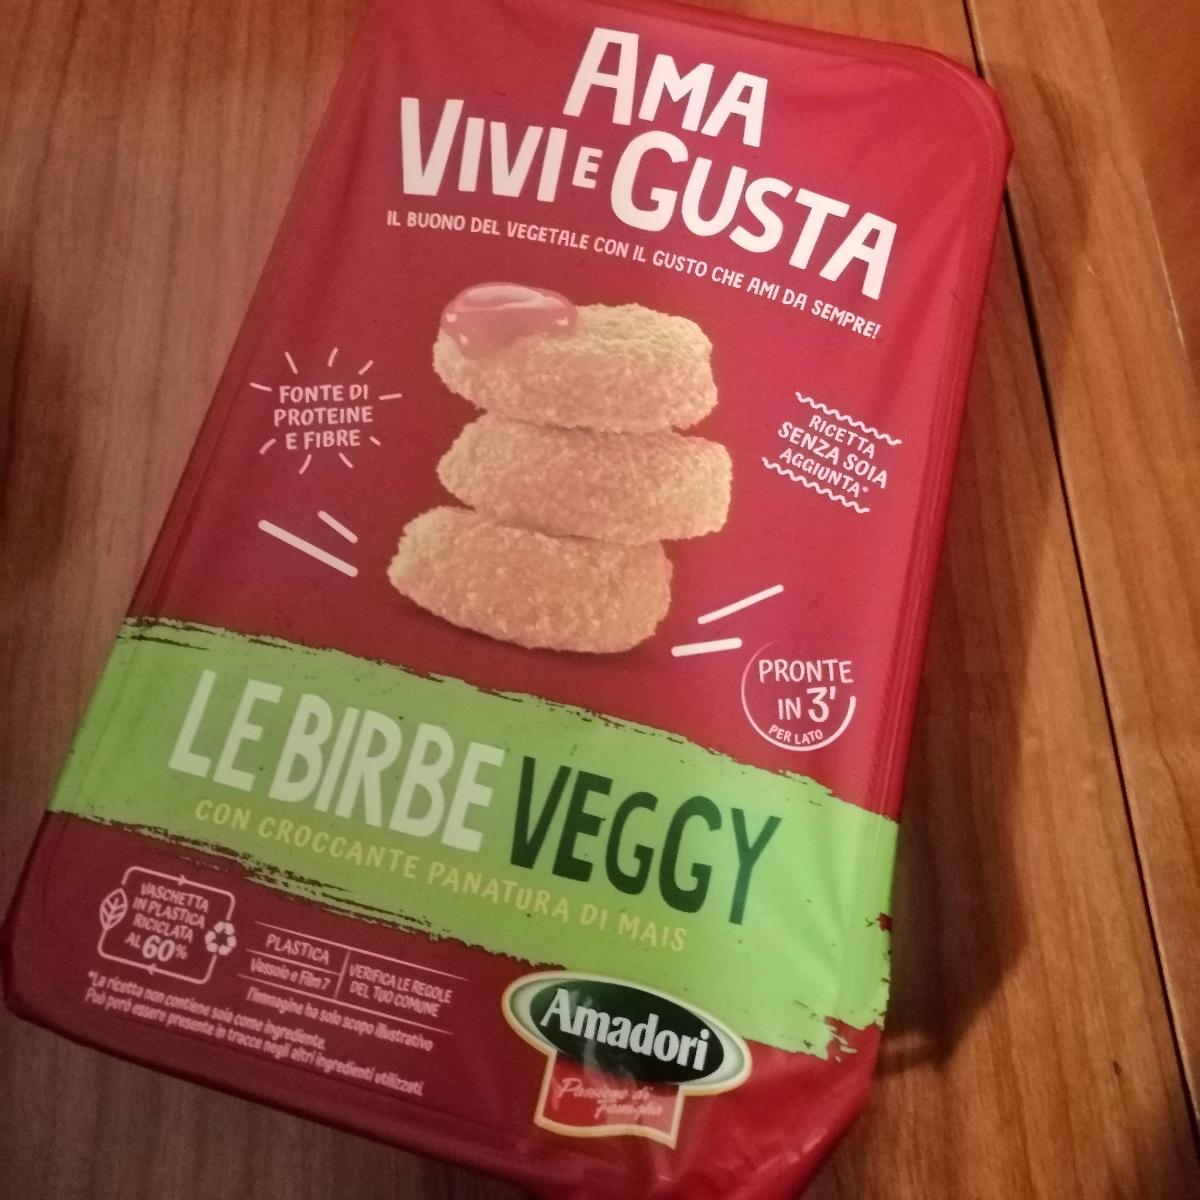 AMA
VIVI E GUSTA
IL BUONO DEL VEGETALE CON IL GUSTO CHE AMI DA SEMPRE!
FONTE DI
PROTEINE
E FIBRE
RICETTA
SENZA SOIA
AGGIUNTA*
PRONTE
IN 3'
PER LATO
LE BIRBE VEGGY
CON CROCCANTE PANATURA DI MAIS
VASCHETTA
IN PLASTICA
RICICLATA
AL 60%
PLASTICA
Vassoio e Film 7
VERIFICA LE REGOLE
DEL TUO COMUNE
l'immagine ha solo scopo illustrativo
*La ricetta non contiene soia come ingrediente.
Può però essere presente in tracce negli altri ingredienti utilizzati.
Amadori
Passione di
Famiglia